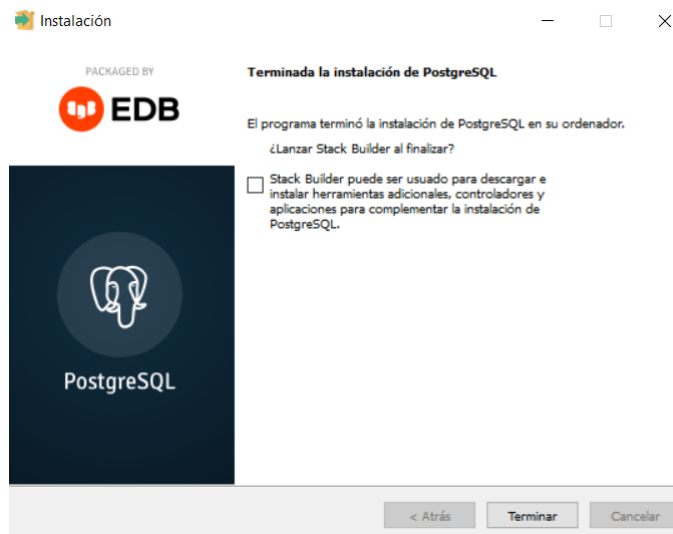 Instalación
PACKAGED BY
EDB
PostgreSQL
Terminada la instalación de PostgreSQL
El programa terminó la instalación de PostgreSQL en su ordenador.
¿Lanzar Stack Builder al finalizar?
Stack Builder puede ser usado para descargar e
instalar herramientas adicionales, controladores y
aplicaciones para complementar la instalación de
PostgreSQL.
< Atrás
Terminar
Cancelar